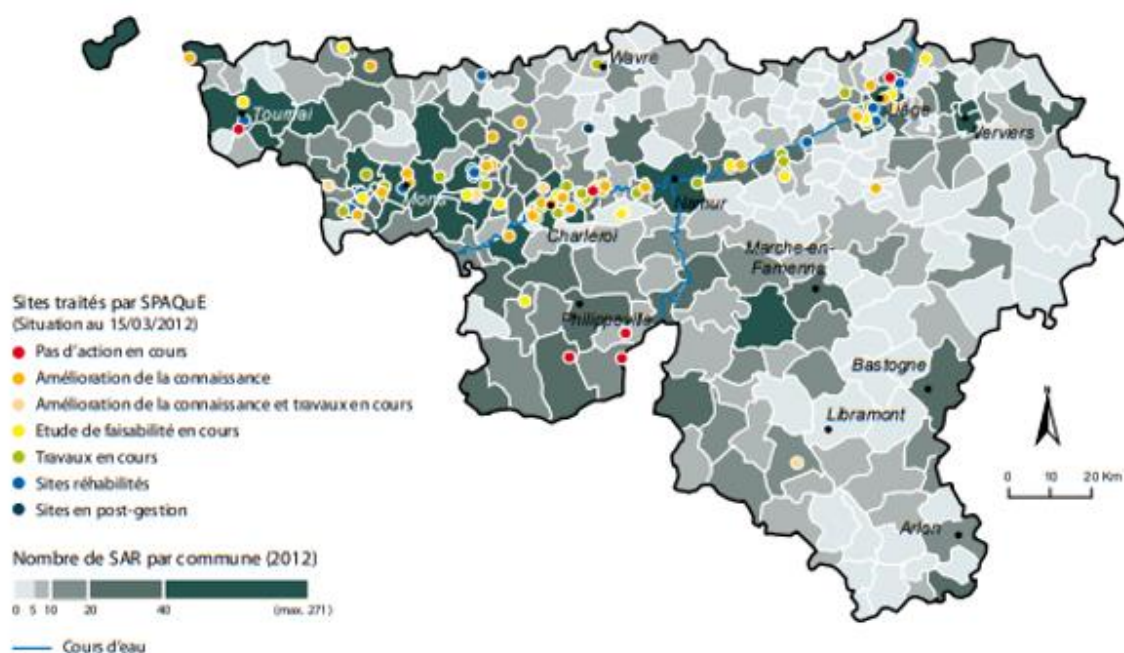 Wavre
Tournai
Liège
Verviers
Mons
Namur
Charleroi
Marche-en-
Famenne
Philippeville
Bastogne
Libramont
Arlon
N
0 10 20 Km
Sites traités par SPAQuE
(Situation au 15/03/2012)
Pas d'action en cours
Amélioration de la connaissance
Amélioration de la connaissance et travaux en cours
Etude de faisabilité en cours
Travaux en cours
Sites réhabilités
Sites en post-gestion
Nombre de SAR par commune (2012)
0 5 10 20 40 (max. 271)
Cours d'eau